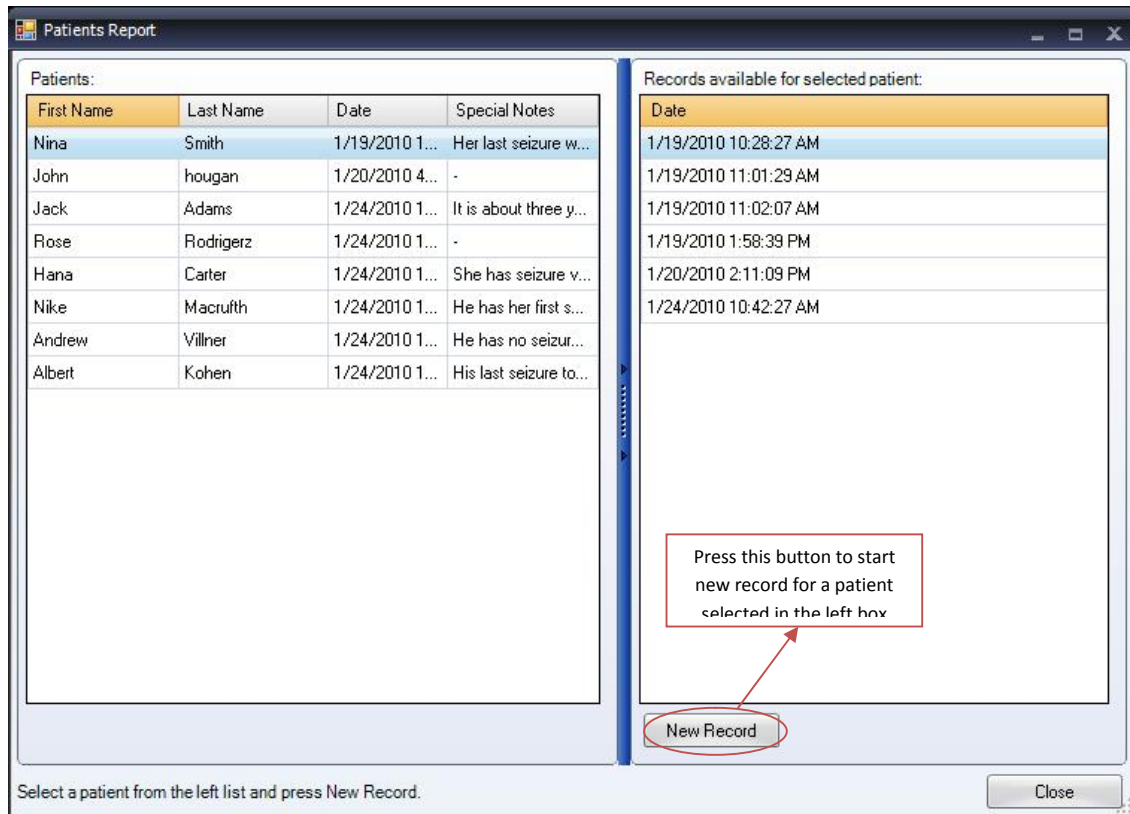 Patients Report
Patients:
First Name Last Name Date Special Notes
Nina Smith 1/19/2010 1... Her last seizure w...
John hougan 1/20/2010 4... -
Jack Adams 1/24/2010 1... It is about three y...
Rose Rodrigerz 1/24/2010 1... -
Hana Carter 1/24/2010 1... She has seizure v...
Nike Macrufth 1/24/2010 1... He has her first s...
Andrew Villner 1/24/2010 1... He has no seizur...
Albert Kohen 1/24/2010 1... His last seizure to...
Records available for selected patient:
Date
1/19/2010 10:28:27 AM
1/19/2010 11:01:29 AM
1/19/2010 11:02:07 AM
1/19/2010 1:58:39 PM
1/20/2010 2:11:09 PM
1/24/2010 10:42:27 AM
Press this button to start
new record for a patient
selected in the left box
New Record
Select a patient from the left list and press New Record.
Close